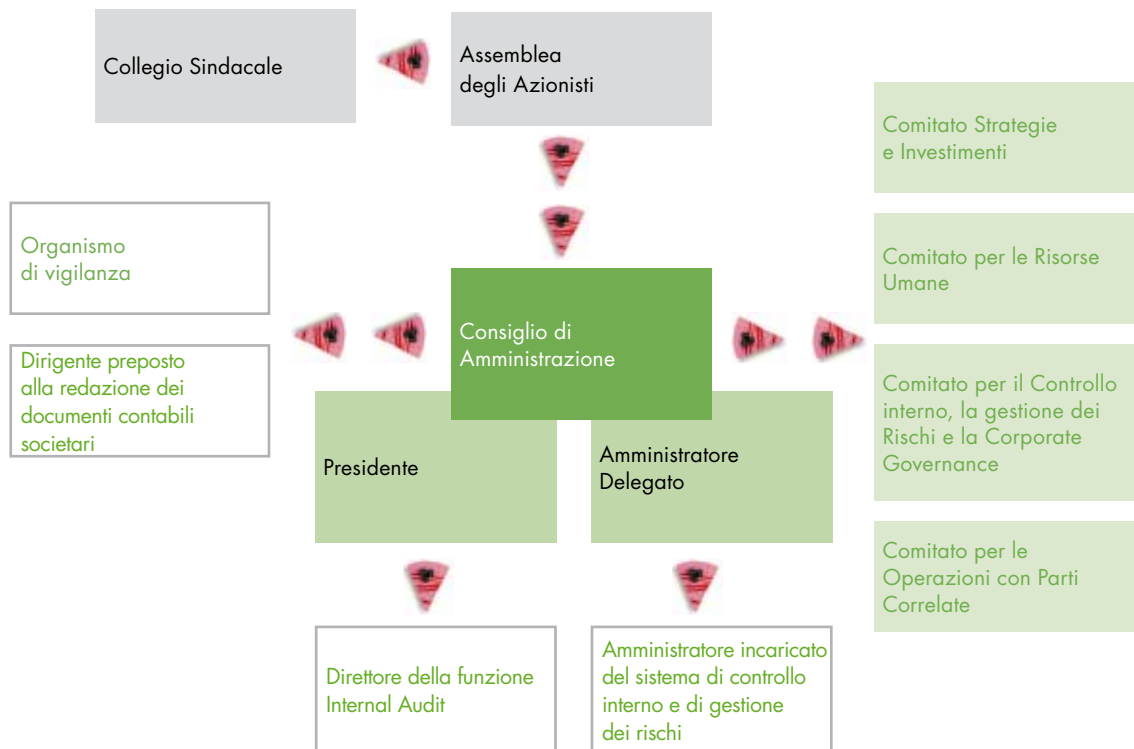 Collegio Sindacale
Assemblea
degli Azionisti
Comitato Strategie
e Investimenti
Organismo
di vigilanza
Comitato per le Risorse
Umane
Consiglio di
Amministrazione
Dirigente preposto
alla redazione dei
documenti contabili
societari
Comitato per il Controllo
interno, la gestione dei
Rischi e la Corporate
Governance
Presidente
Amministratore
Delegato
Comitato per le
Operazioni con Parti
Correlate
Direttore della funzione
Internal Audit
Amministratore incaricato
del sistema di controllo
interno e di gestione
dei rischi